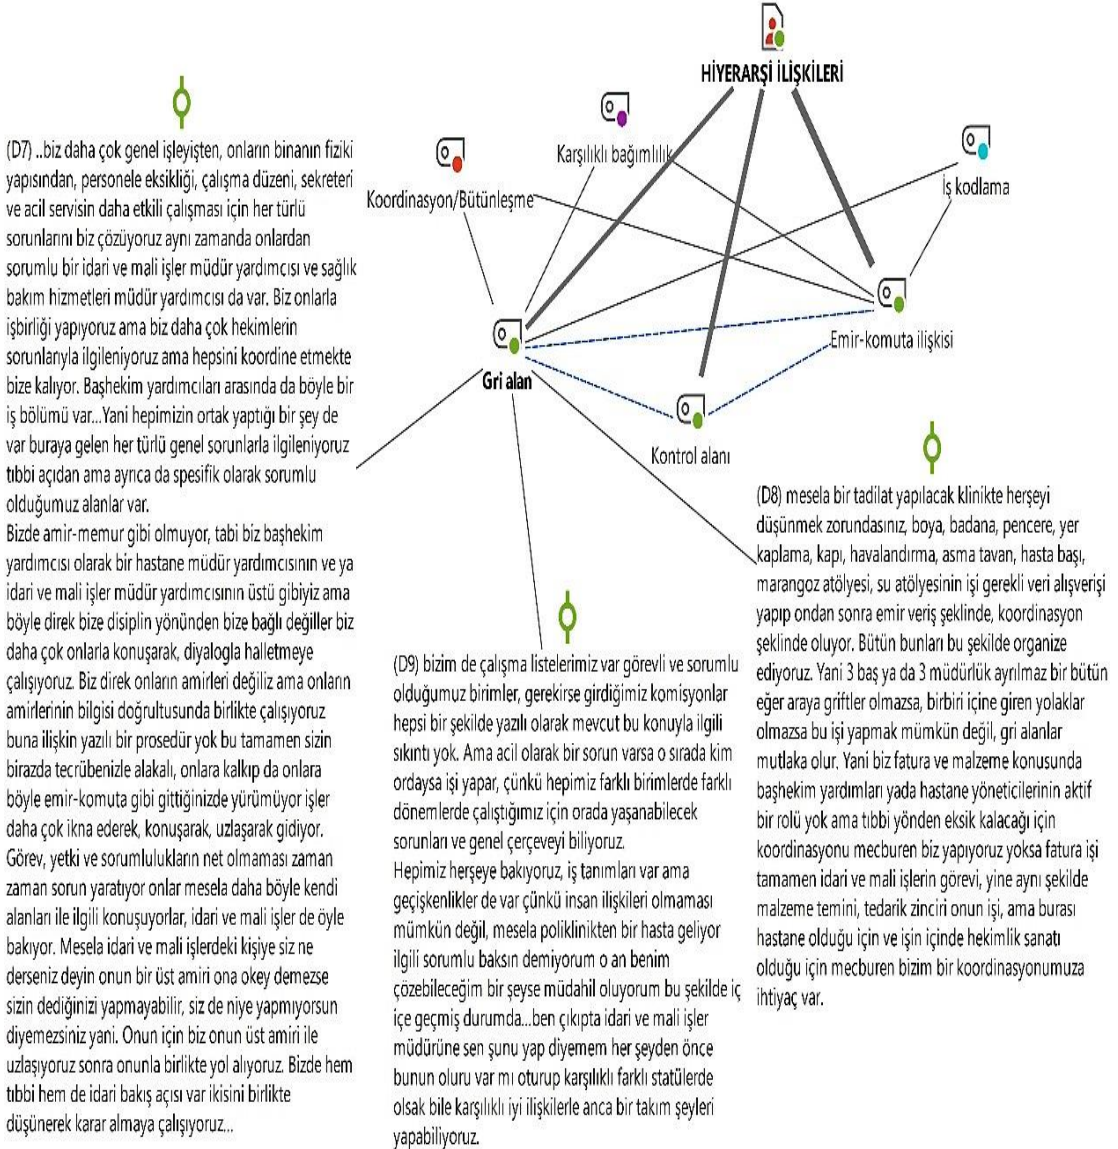 HİYERARŞİ İLİŞKİLERİ
Karşılıklı bağımlılık
Koordinasyon/Bütünleşme
İş kodlama
Emir-komuta ilişkisi
Gri alan
Kontrol alanı
(D7) ..biz daha çok genel işleyişten, onların binanın fiziki
yapısından, personele eksikliği, çalışma düzeni, sekreteri
ve acil servisin daha etkili çalışması için her türlü
sorunlarını biz çözüyoruz aynı zamanda onlardan
sorumlu bir idari ve mali işler müdür yardımcısı ve sağlık
bakım hizmetleri müdür yardımcısı da var. Biz onlarla
işbirliği yapıyoruz ama biz daha çok hekimlerin
sorunlarıyla ilgileniyoruz ama hepsini koordine etmekte
bize kalıyor. Başhekim yardımcıları arasında da böyle bir
iş bölümü var...Yani hepimizin ortak yaptığı bir şey de
var buraya gelen her türlü genel sorunlarla ilgileniyoruz
tıbbi açıdan ama ayrıca da spesifik olarak sorumlu
olduğumuz alanlar var.
Bizde amir-memur gibi olmuyor, tabi biz başhekim
yardımcısı olarak bir hastane müdür yardımcısının ve ya
idari ve mali işler müdür yardımcısının üstü gibiyiz ama
böyle direk bize disiplin yönünden bize bağlı değiller biz
daha çok onlarla konuşarak, diyalogla halletmeye
çalışıyoruz. Biz direk onların amirleri değiliz ama onların
amirlerinin bilgisi doğrultusunda birlikte çalışıyoruz
buna ilişkin yazılı bir prosedür yok bu tamamen sizin
birazda tecrübenizle alakalı, onlara kalkıp da onlara
böyle emir-komuta gibi gittiğinizde yürümüyor işler
daha çok ikna ederek, konuşarak, uzlaşarak gidiyor.
Görev, yetki ve sorumlulukların net olmaması zaman
zaman sorun yaratıyor onlar mesela daha böyle kendi
alanları ile ilgili konuşuyorlar, idari ve mali işler de öyle
bakıyor. Mesela idari ve mali işlerdeki kişiye siz ne
derseniz deyin onun bir üst amiri ona okey demezse
sizin dediğinizi yapmayabilir, siz de niye yapmıyorsun
diyemezsiniz yani. Onun için biz onun üst amiri ile
uzlaşıyoruz sonra onunla birlikte yol alıyoruz. Bizde hem
tıbbi hem de idari bakış açısı var ikisini birlikte
düşünerek karar almaya çalışıyoruz...
(D9) bizim de çalışma listelerimiz var görevli ve sorumlu
olduğumuz birimler, gerekirse girdiğimiz komisyonlar
hepsi bir şekilde yazılı olarak mevcut bu konuyla ilgili
sıkıntı yok. Ama acil olarak bir sorun varsa o sırada kim
ordaysa işi yapar, çünkü hepimiz farklı birimlerde farklı
dönemlerde çalıştığımız için orada yaşanabilecek
sorunları ve genel çerçeveyi biliyoruz.
Hepimiz herşeye bakıyoruz, iş tanımları var ama
geçişkenlikler de var çünkü insan ilişkileri olmaması
mümkün değil, mesela poliklinikten bir hasta geliyor
ilgili sorumlu baksın demiyorum o an benim
çözebileceğim bir şeyse müdahil oluyorum bu şekilde iç
içe geçmiş durumda...ben çıkıpta idari ve mali işler
müdürüne sen şunu yap diyemem her şeyden önce
bunun oluru var mı oturup karşılıklı farklı statülerde
olsak bile karşılıklı iyi ilişkilerle anca bir takım şeyleri
yapabiliyoruz.
(D8) mesela bir tadilat yapılacak klinikte herşeyi
düşünmek zorundasınız, boya, badana, pencere, yer
kaplama, kapı, havalandırma, asma tavan, hasta başı,
marangoz atölyesi, su atölyesinin işi gerekli veri alışverişi
yapıp ondan sonra emir veriş şeklinde, koordinasyon
şeklinde oluyor. Bütün bunları bu şekilde organize
ediyoruz. Yani 3 baş ya da 3 müdürlük ayrılmaz bir bütün
eğer araya griftler olmazsa, birbiri içine giren yolaklar
olmazsa bu işi yapmak mümkün değil, gri alanlar
mutlaka olur. Yani biz fatura ve malzeme konusunda
başhekim yardımları yada hastane yöneticilerinin aktif
bir rolü yok ama tıbbi yönden eksik kalacağı için
koordinasyonu mecburen biz yapıyoruz yoksa fatura işi
tamamen idari ve mali işlerin görevi, yine aynı şekilde
malzeme temini, tedarik zinciri onun işi, ama burası
hastane olduğu için ve işin içinde hekimlik sanatı
olduğu için mecburen bizim bir koordinasyonumuza
ihtiyaç var.